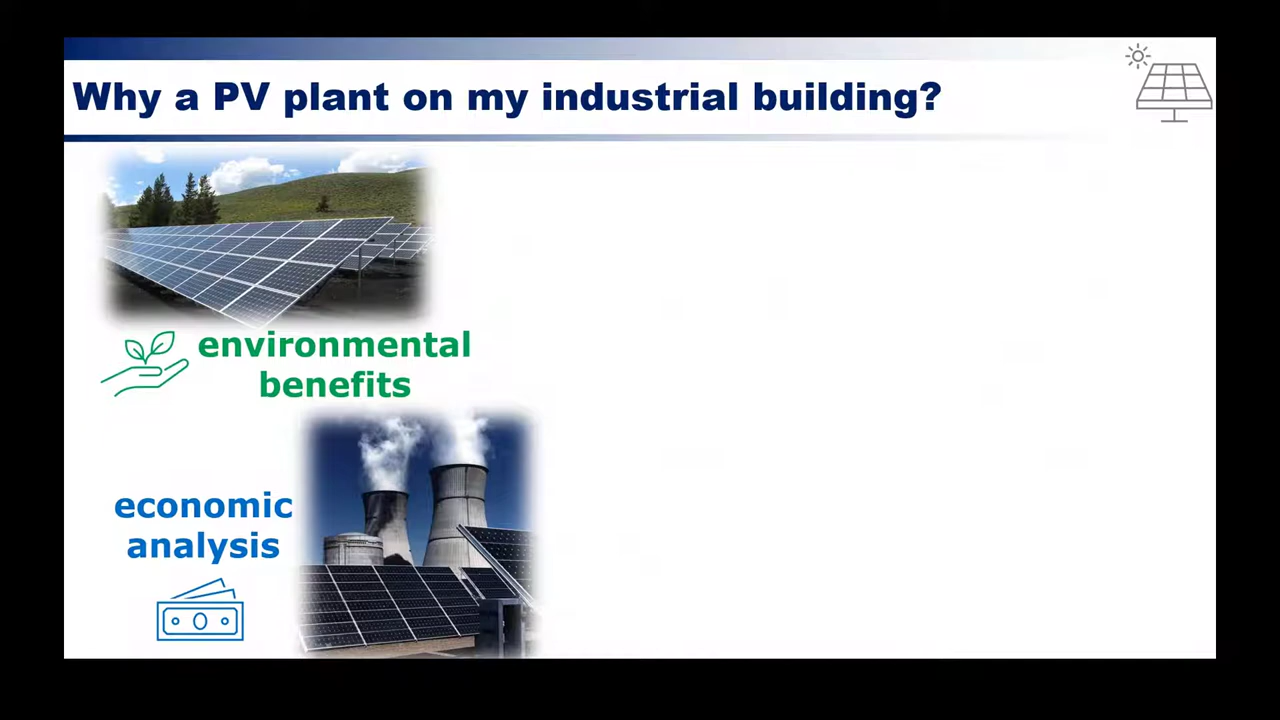 Why a PV plant on my industrial building?
environmental
benefits
economic
analysis